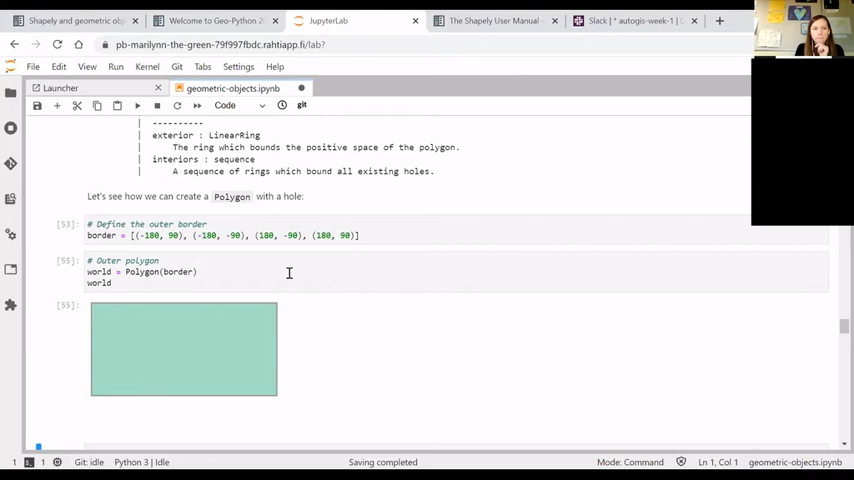 Shapely and geometric obj
Welcome to Geo-Python 20
JupyterLab
The Shapely User Manual —
Slack | * autogis-week-1 | G
pb-marilynn-the-green-79f997fbdc.rahtiapp.fi/lab?
File Edit View Run Kernel Git Tabs Settings Help
Launcher
geometric-objects.ipynb
Code
git
| ----------
| exterior : LinearRing
| The ring which bounds the positive space of the polygon.
| interiors : sequence
| A sequence of rings which bound all existing holes.
Let's see how we can create a Polygon with a hole:
[53]:
# Define the outer border
border = [(-180, 90), (-180, -90), (180, -90), (180, 90)]
[55]:
# Outer polygon
world = Polygon(border)
world
[55]:
1
1
Git: idle
Python 3 | Idle
Saving completed
Mode: Command
Ln 1, Col 1
geometric-objects.ipynb